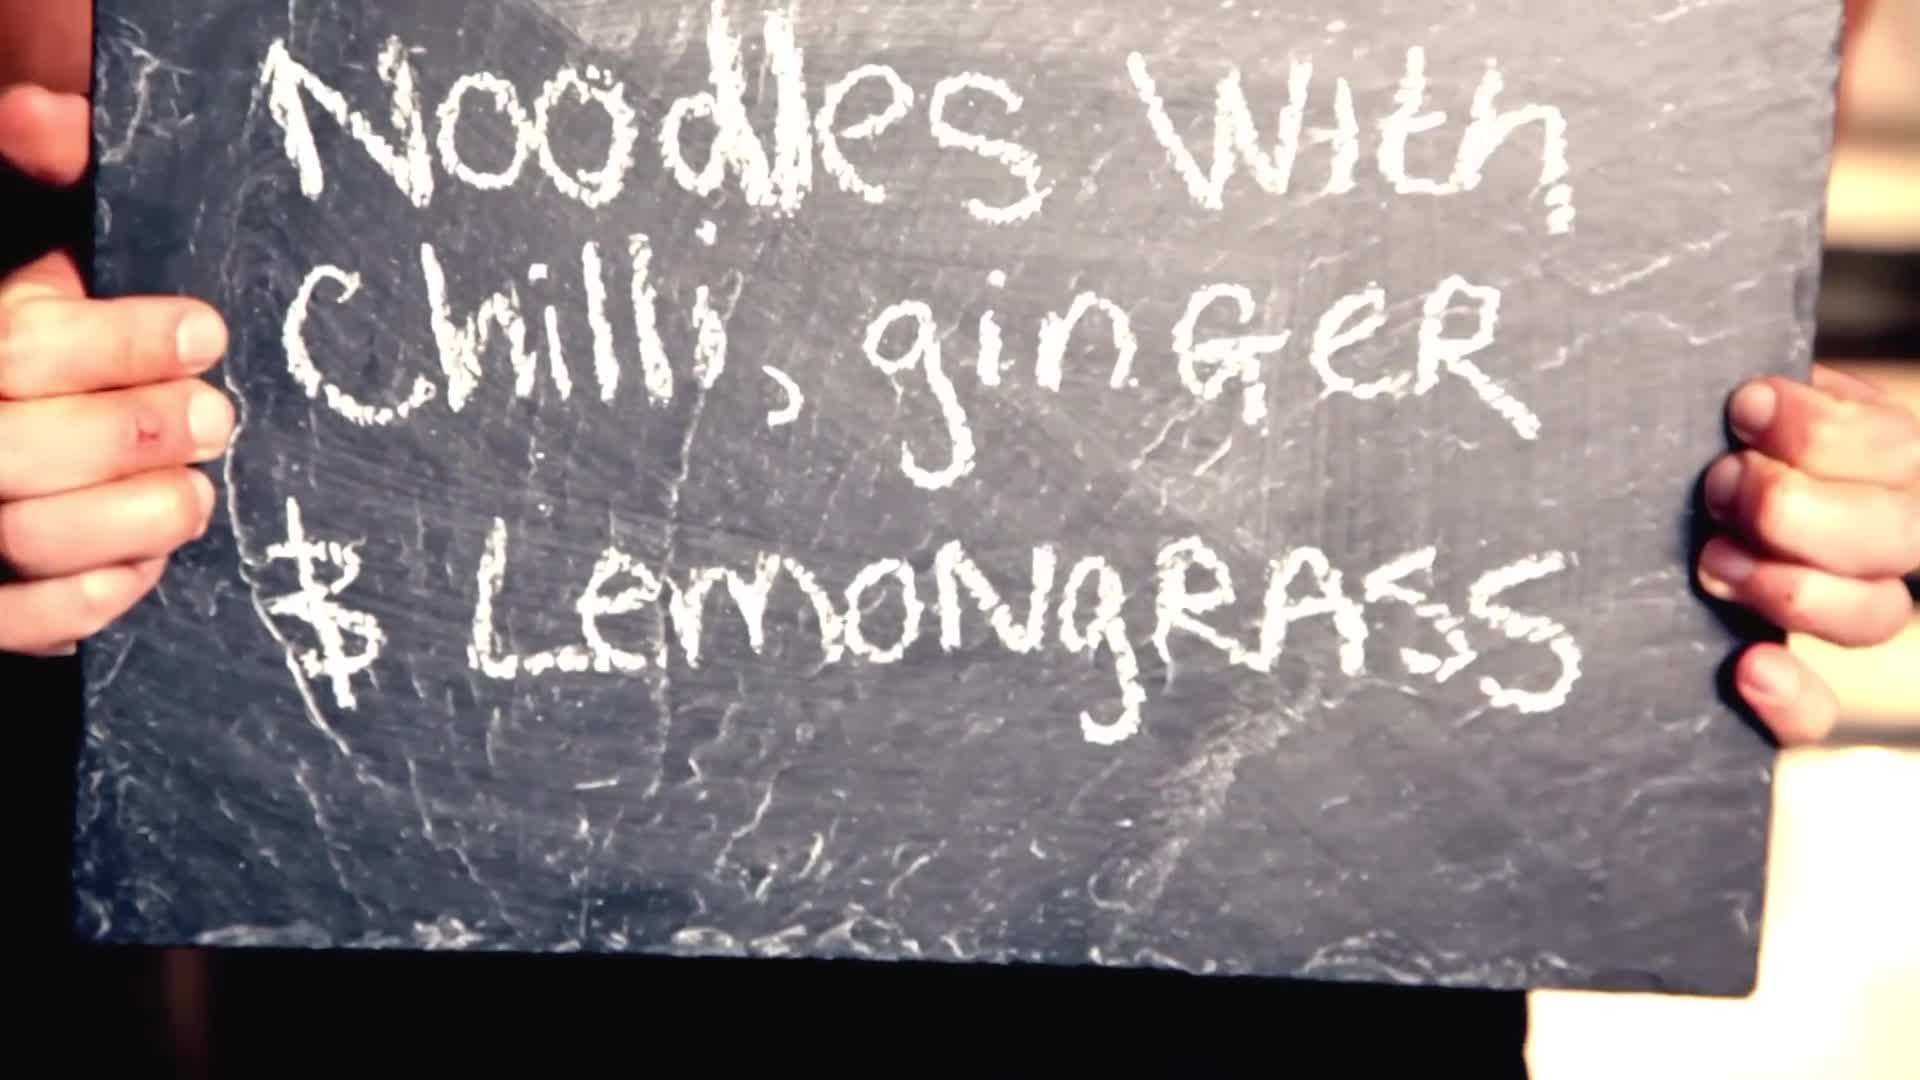 Noodles with
Chilli, ginGeR
& LemoNgRASS